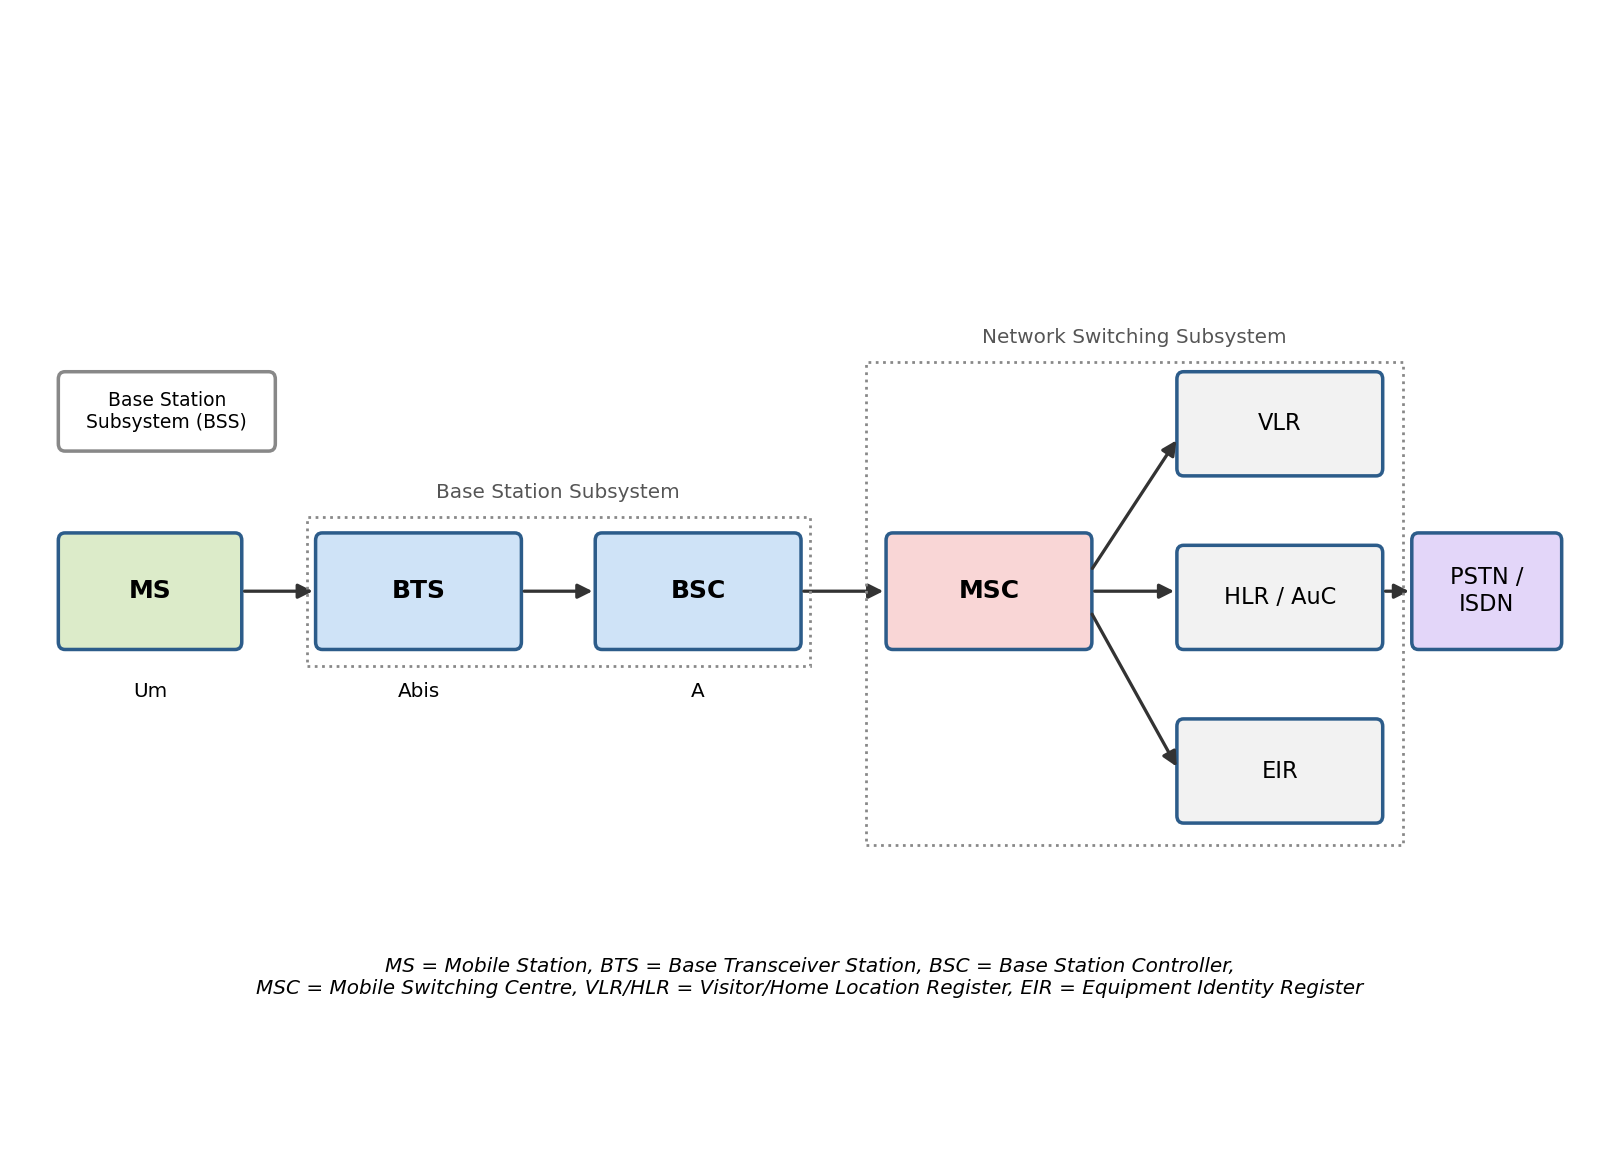 Network Switching Subsystem
Base Station
Subsystem (BSS)
VLR
Base Station Subsystem
MS
BTS
BSC
MSC
HLR / AuC
PSTN /
ISDN
Um
Abis
A
EIR
MS = Mobile Station, BTS = Base Transceiver Station, BSC = Base Station Controller,
MSC = Mobile Switching Centre, VLR/HLR = Visitor/Home Location Register, EIR = Equipment Identity Register